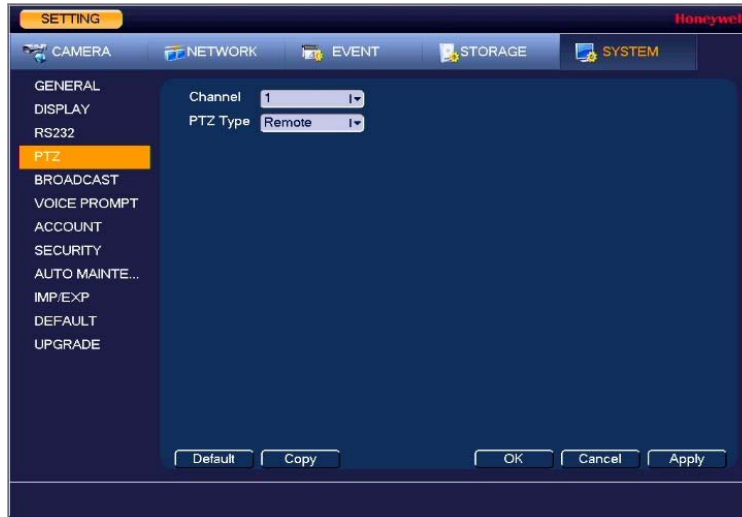 SETTING
Honeywell
CAMERA NETWORK EVENT STORAGE SYSTEM
GENERAL
DISPLAY
RS232
PTZ
BROADCAST
VOICE PROMPT
ACCOUNT
SECURITY
AUTO MAINTE...
IMP/EXP
DEFAULT
UPGRADE
Channel 1
PTZ Type Remote
Default Copy OK Cancel Apply